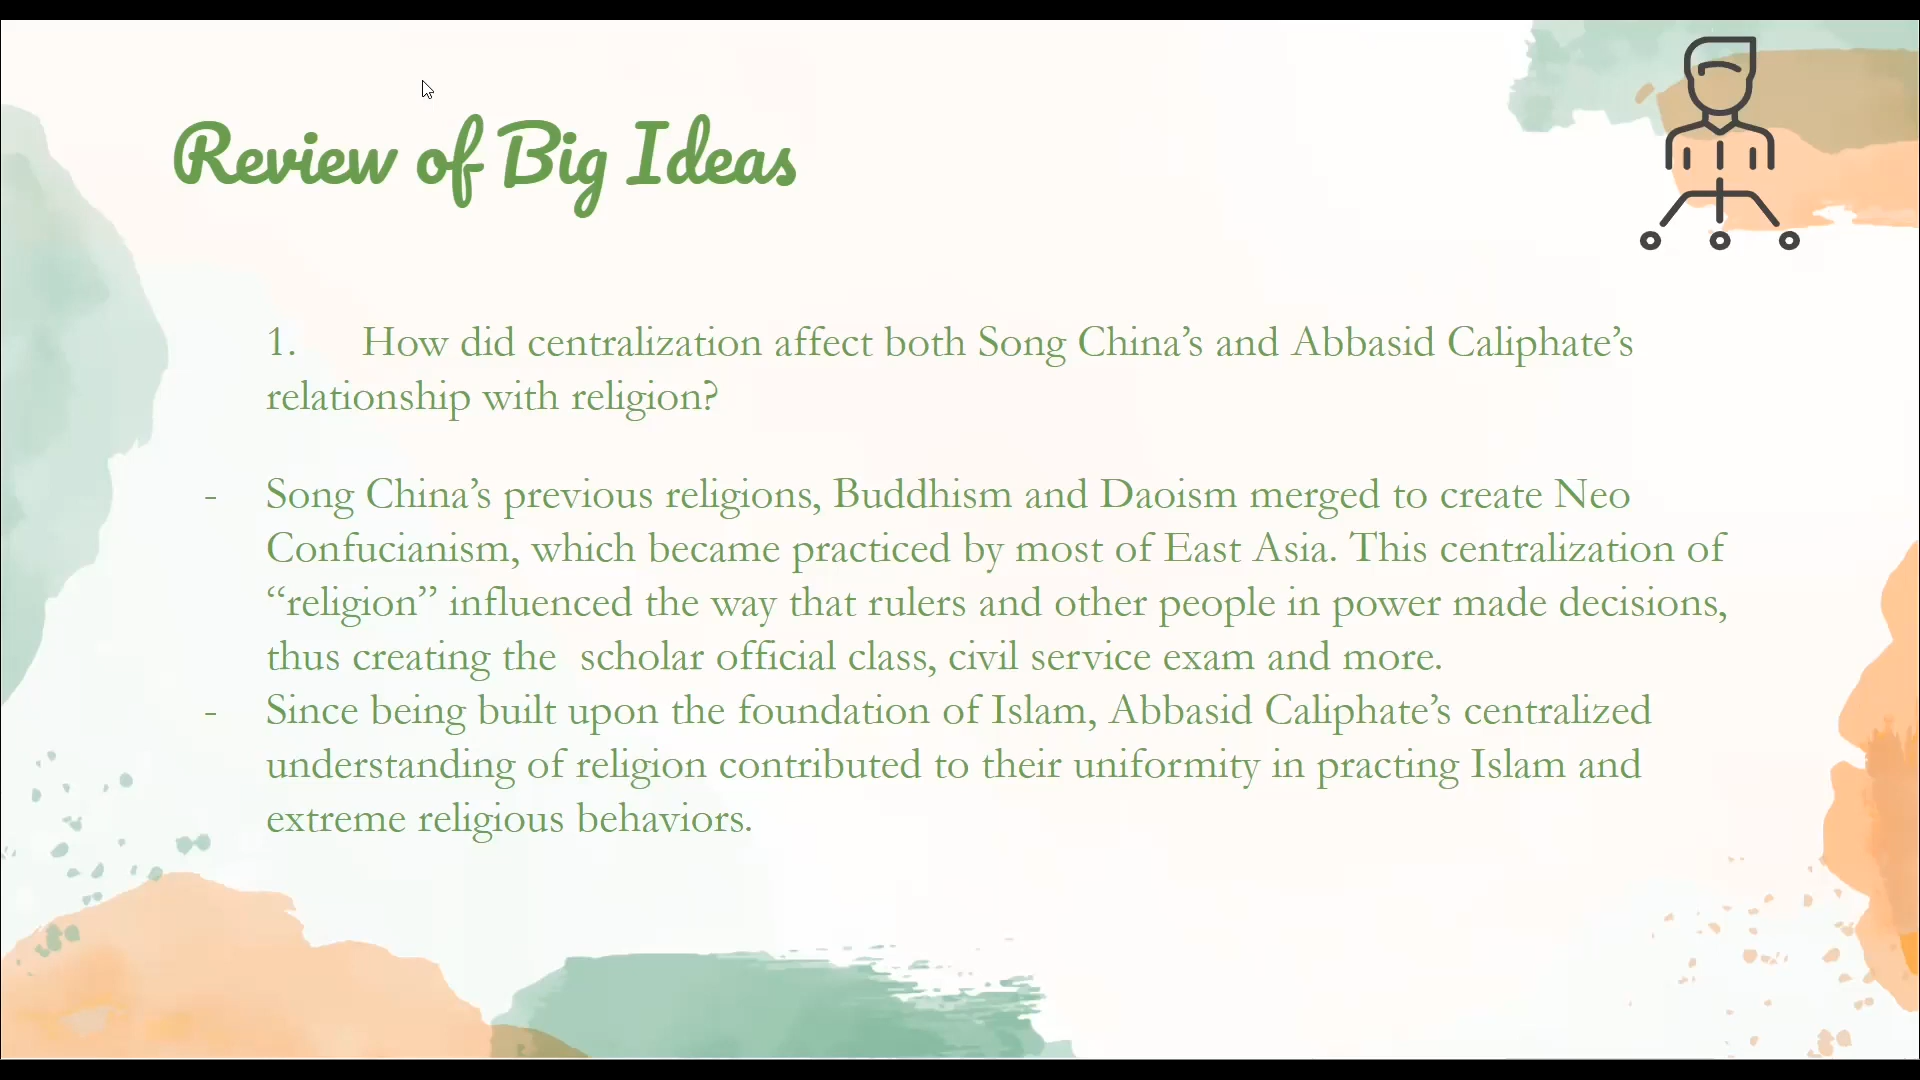 Review of Big Ideas
1. How did centralization affect both Song China’s and Abbasid Caliphate’s
relationship with religion?
- Song China’s previous religions, Buddhism and Daoism merged to create Neo
Confucianism, which became practiced by most of East Asia. This centralization of
“religion” influenced the way that rulers and other people in power made decisions,
thus creating the  scholar official class, civil service exam and more.
- Since being built upon the foundation of Islam, Abbasid Caliphate’s centralized
understanding of religion contributed to their uniformity in practing Islam and
extreme religious behaviors.